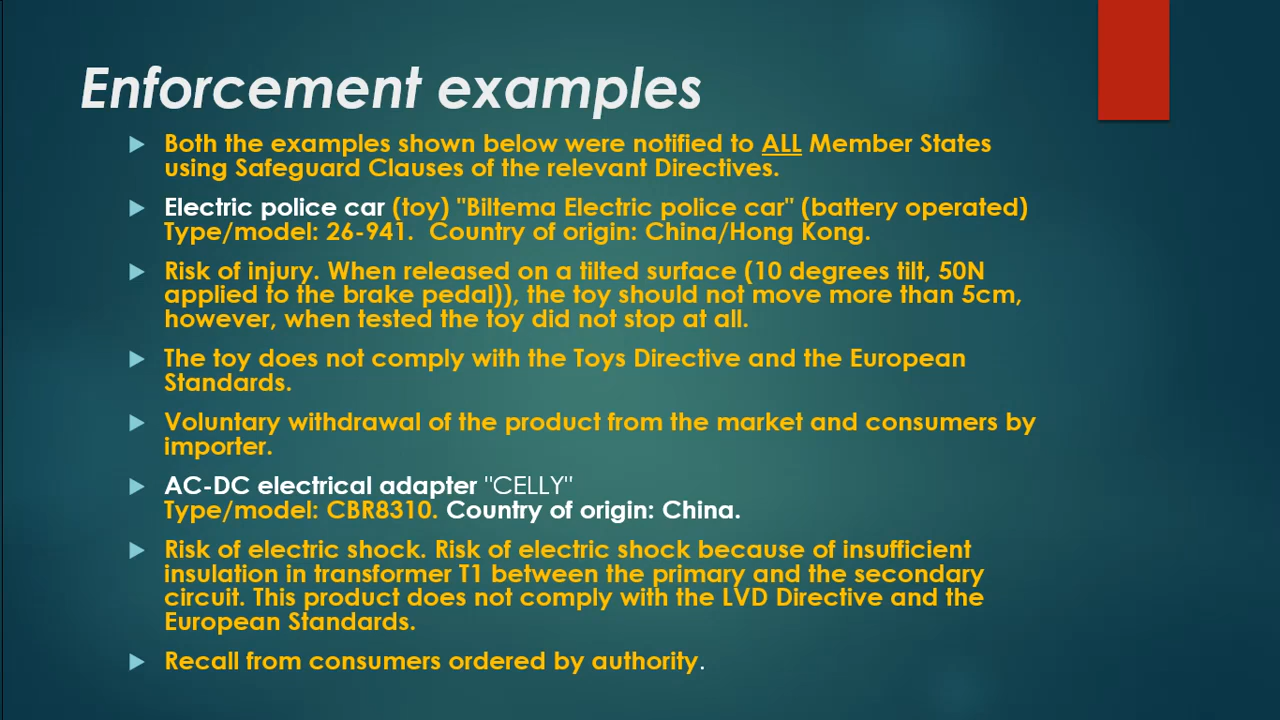 Enforcement examples
Both the examples shown below were notified to ALL Member States
using Safeguard Clauses of the relevant Directives.
Electric police car (toy) "Biltema Electric police car" (battery operated)
Type/model: 26-941.  Country of origin: China/Hong Kong.
Risk of injury. When released on a tilted surface (10 degrees tilt, 50N
applied to the brake pedal)), the toy should not move more than 5cm,
however, when tested the toy did not stop at all.
The toy does not comply with the Toys Directive and the European
Standards.
Voluntary withdrawal of the product from the market and consumers by
importer.
AC-DC electrical adapter "CELLY"
Type/model: CBR8310. Country of origin: China.
Risk of electric shock. Risk of electric shock because of insufficient
insulation in transformer T1 between the primary and the secondary
circuit. This product does not comply with the LVD Directive and the
European Standards.
Recall from consumers ordered by authority.